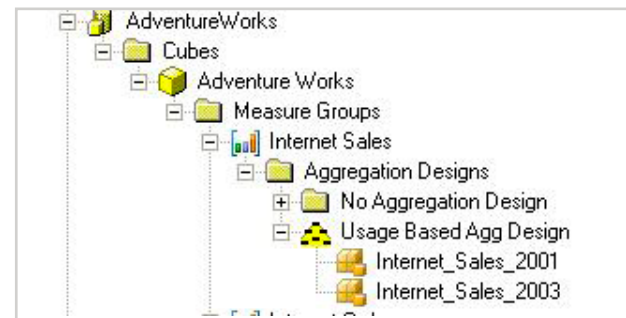 AdventureWorks
Cubes
Adventure Works
Measure Groups
Internet Sales
Aggregation Designs
No Aggregation Design
Usage Based Agg Design
Internet_Sales_2001
Internet_Sales_2003